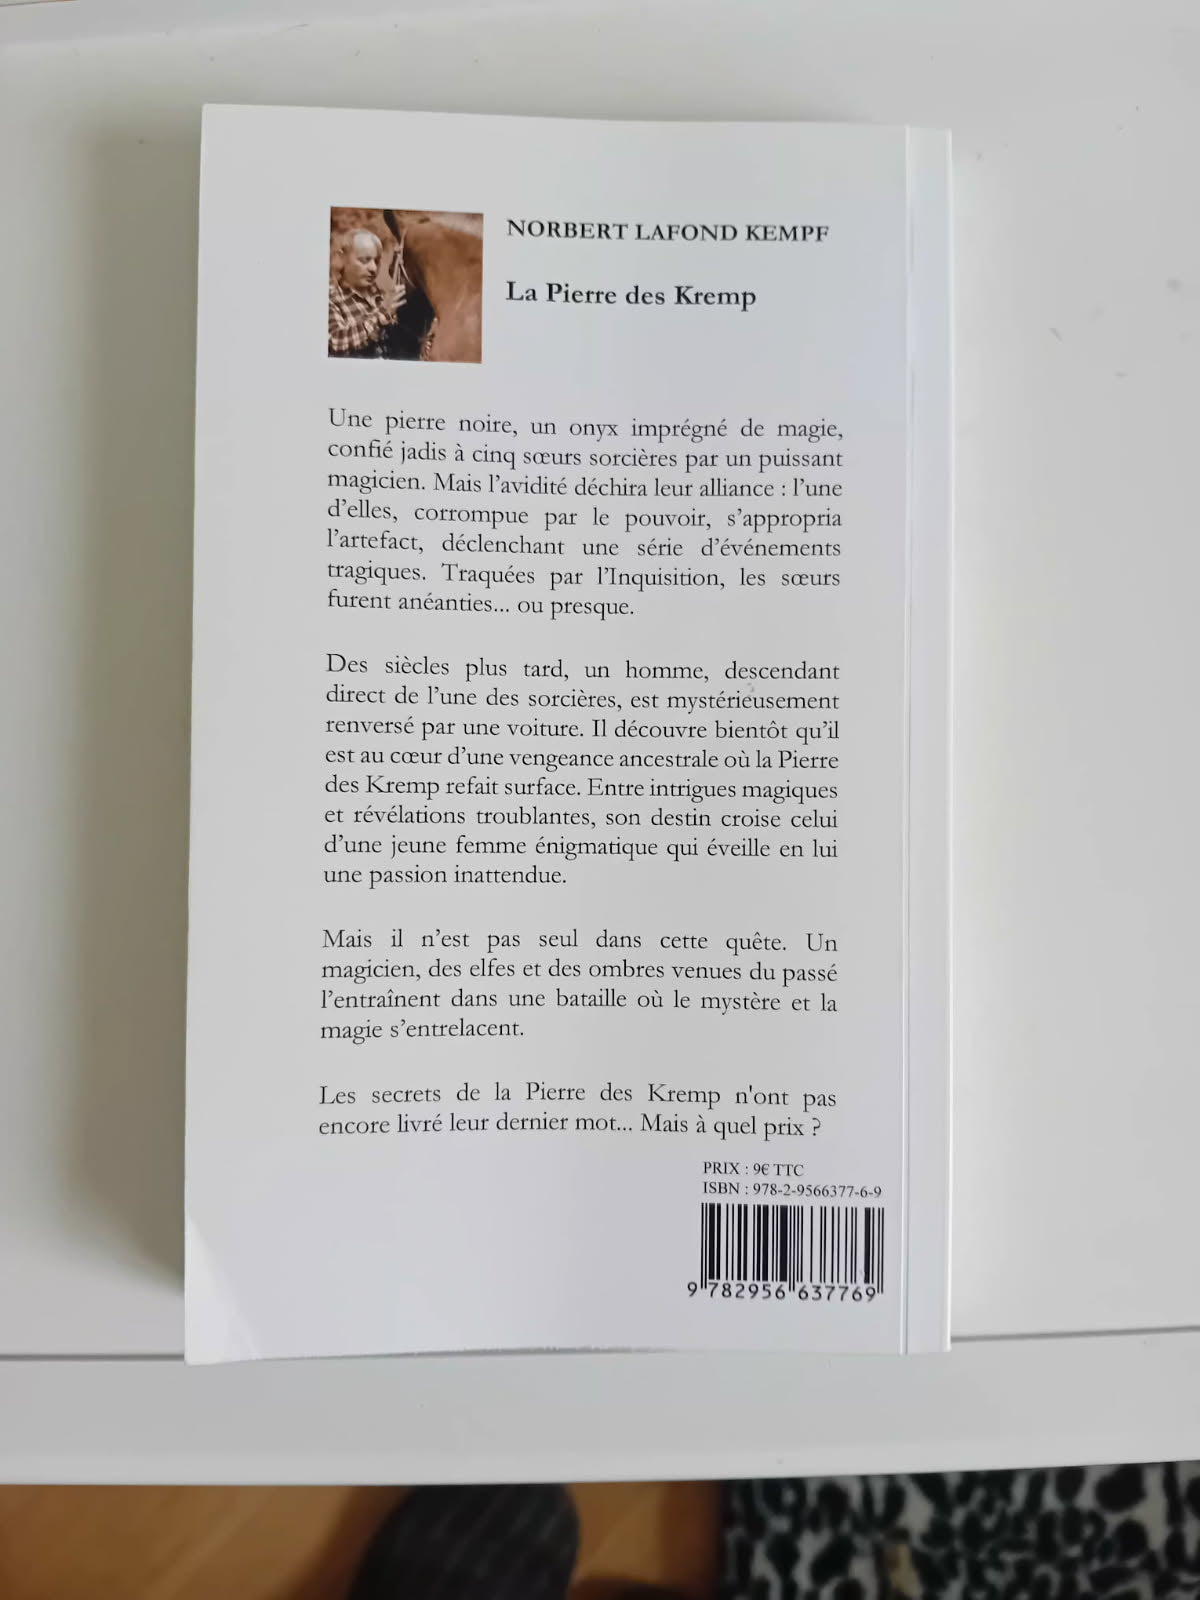 NORBERT LAFOND KEMPF
La Pierre des Kremp
Une pierre noire, un onyx imprégné de magie,
confié jadis à cinq sœurs sorcières par un puissant
magicien. Mais l'avidité déchira leur alliance : l'une
d'elles, corrompue par le pouvoir, s'appropria
l'artefact, déclenchant une série d'événements
tragiques. Traquées par l'Inquisition, les sœurs
furent anéanties... ou presque.
Des siècles plus tard, un homme, descendant
direct de l'une des sorcières, est mystérieusement
renversé par une voiture. Il découvre bientôt qu'il
est au cœur d'une vengeance ancestrale où la Pierre
des Kremp refait surface. Entre intrigues magiques
et révélations troublantes, son destin croise celui
d'une jeune femme énigmatique qui éveille en lui
une passion inattendue.
Mais il n'est pas seul dans cette quête. Un
magicien, des elfes et des ombres venues du passé
l'entraînent dans une bataille où le mystère et la
magie s'entrelacent.
Les secrets de la Pierre des Kremp n'ont pas
encore livré leur dernier mot... Mais à quel prix ?
PRIX : 9€ TTC
ISBN : 978-2-9566377-6-9
9 782956 637769